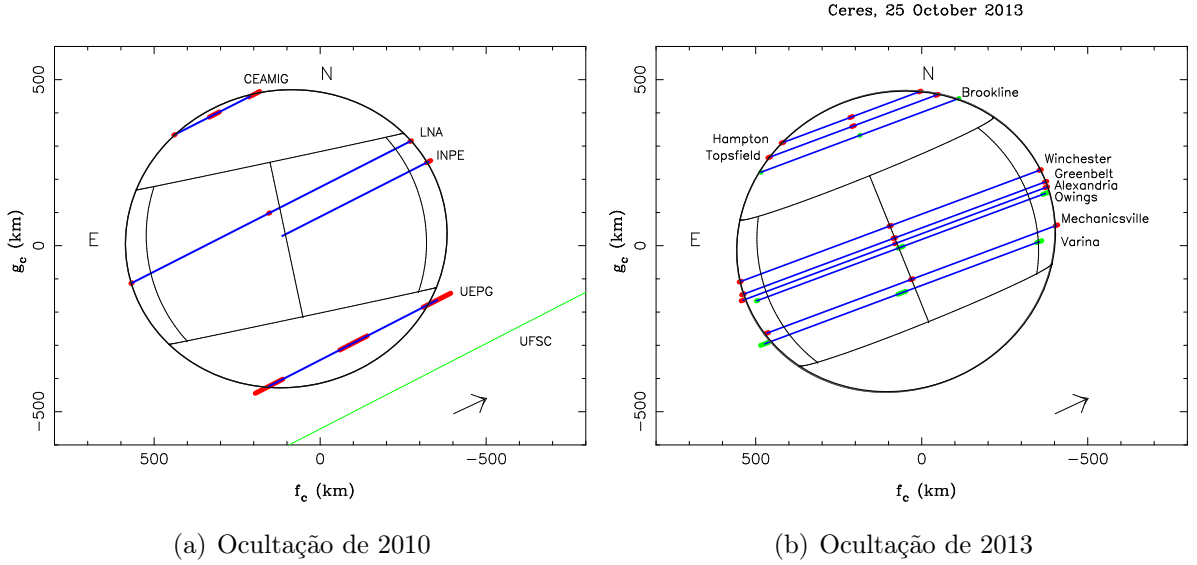 Ceres, 25 October 2013
N
CEAMIG
LNA
INPE
E
UEPG
UFSC
500
0
−500
g_c (km)
500
0
−500
f_c (km)
(a) Ocultação de 2010
N
Brookline
Hampton
Topsfield
Winchester
Greenbelt
Alexandria
Owings
Mechanicsville
Varina
E
500
0
−500
g_c (km)
500
0
−500
f_c (km)
(b) Ocultação de 2013